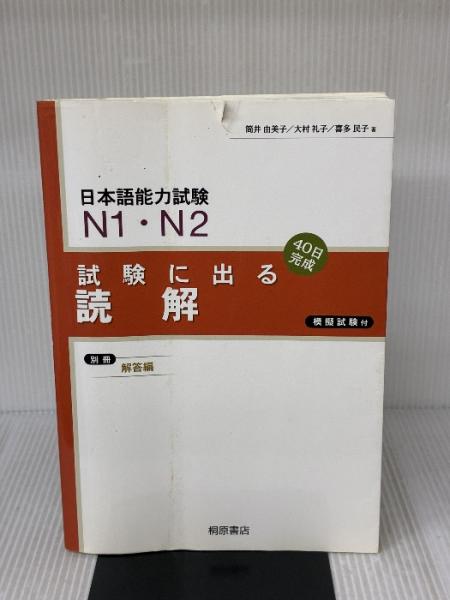 筒井 由美子/大村 礼子/喜多 民子 著
日本語能力試験
N1・N2
40日
完成
試験に出る
読解
模擬試験付
別冊
解答編
桐原書店